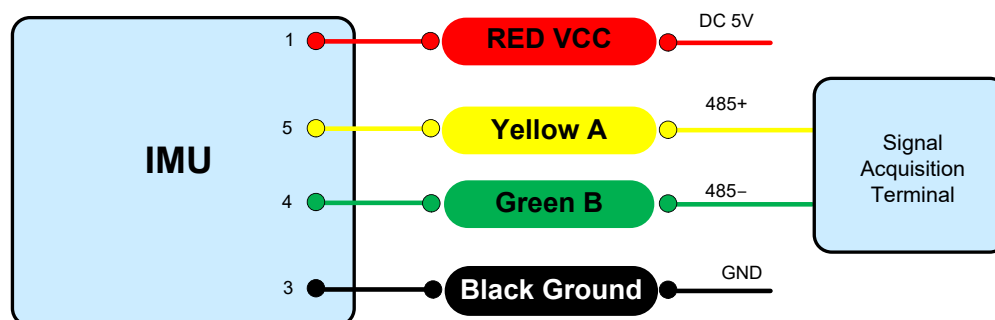 1
RED VCC
DC 5V
IMU
5
Yellow A
485+
4
Green B
485−
Signal
Acquisition
Terminal
3
Black Ground
GND